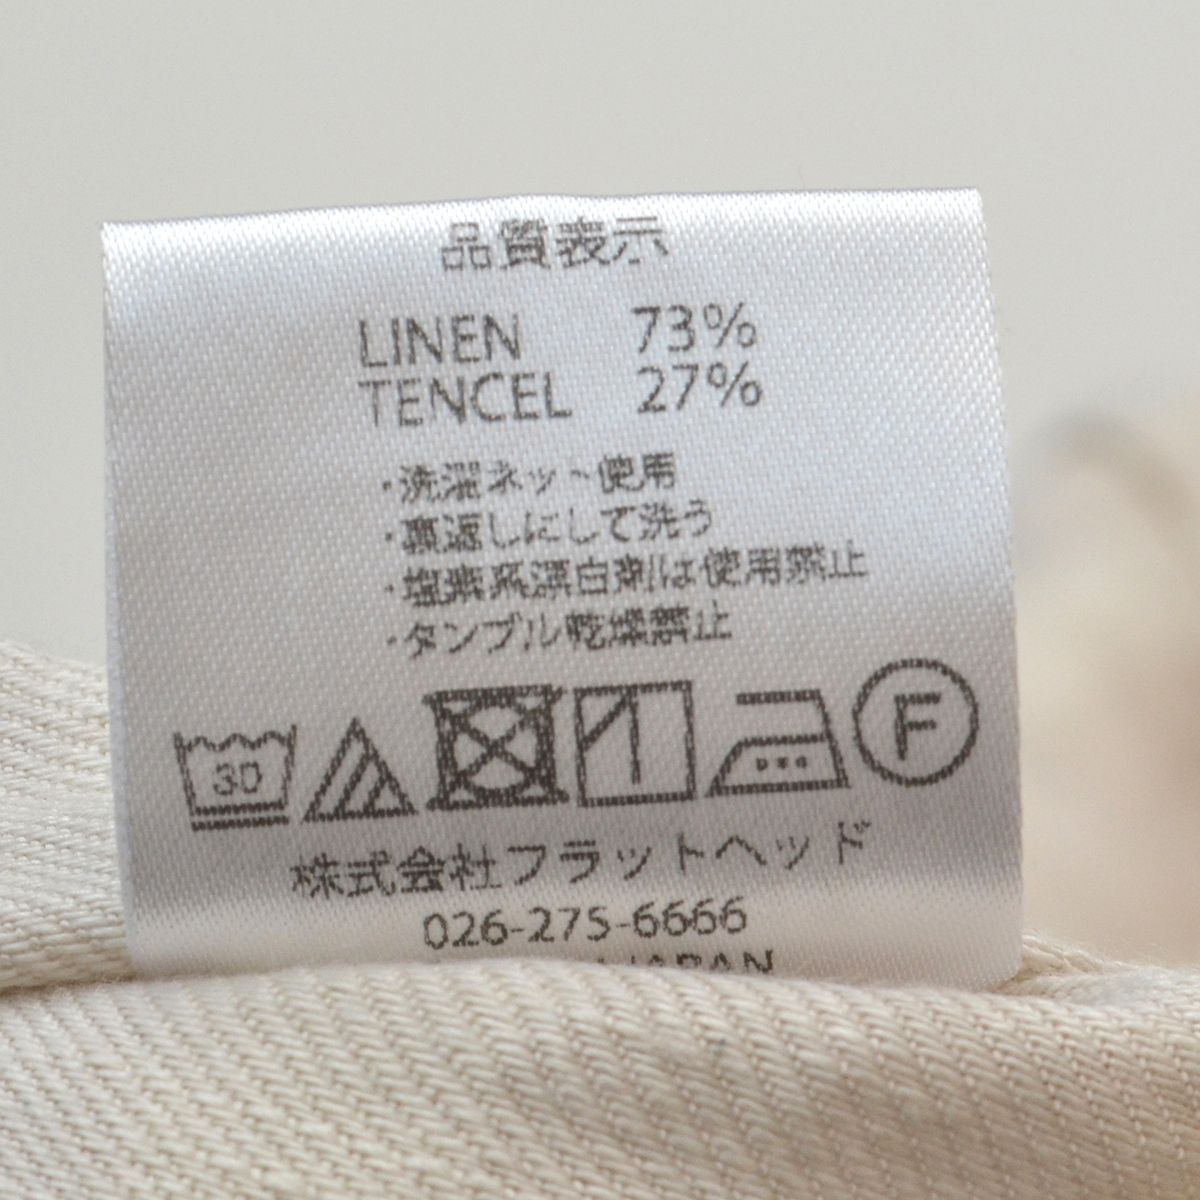 品質表示
LINEN 73%
TENCEL 27%
・洗濯ネット使用
・裏返しにして洗う
・塩素系漂白剤は使用禁止
・タンブル乾燥禁止
30
F
株式会社フラットヘッド
026-275-6666
JAPAN